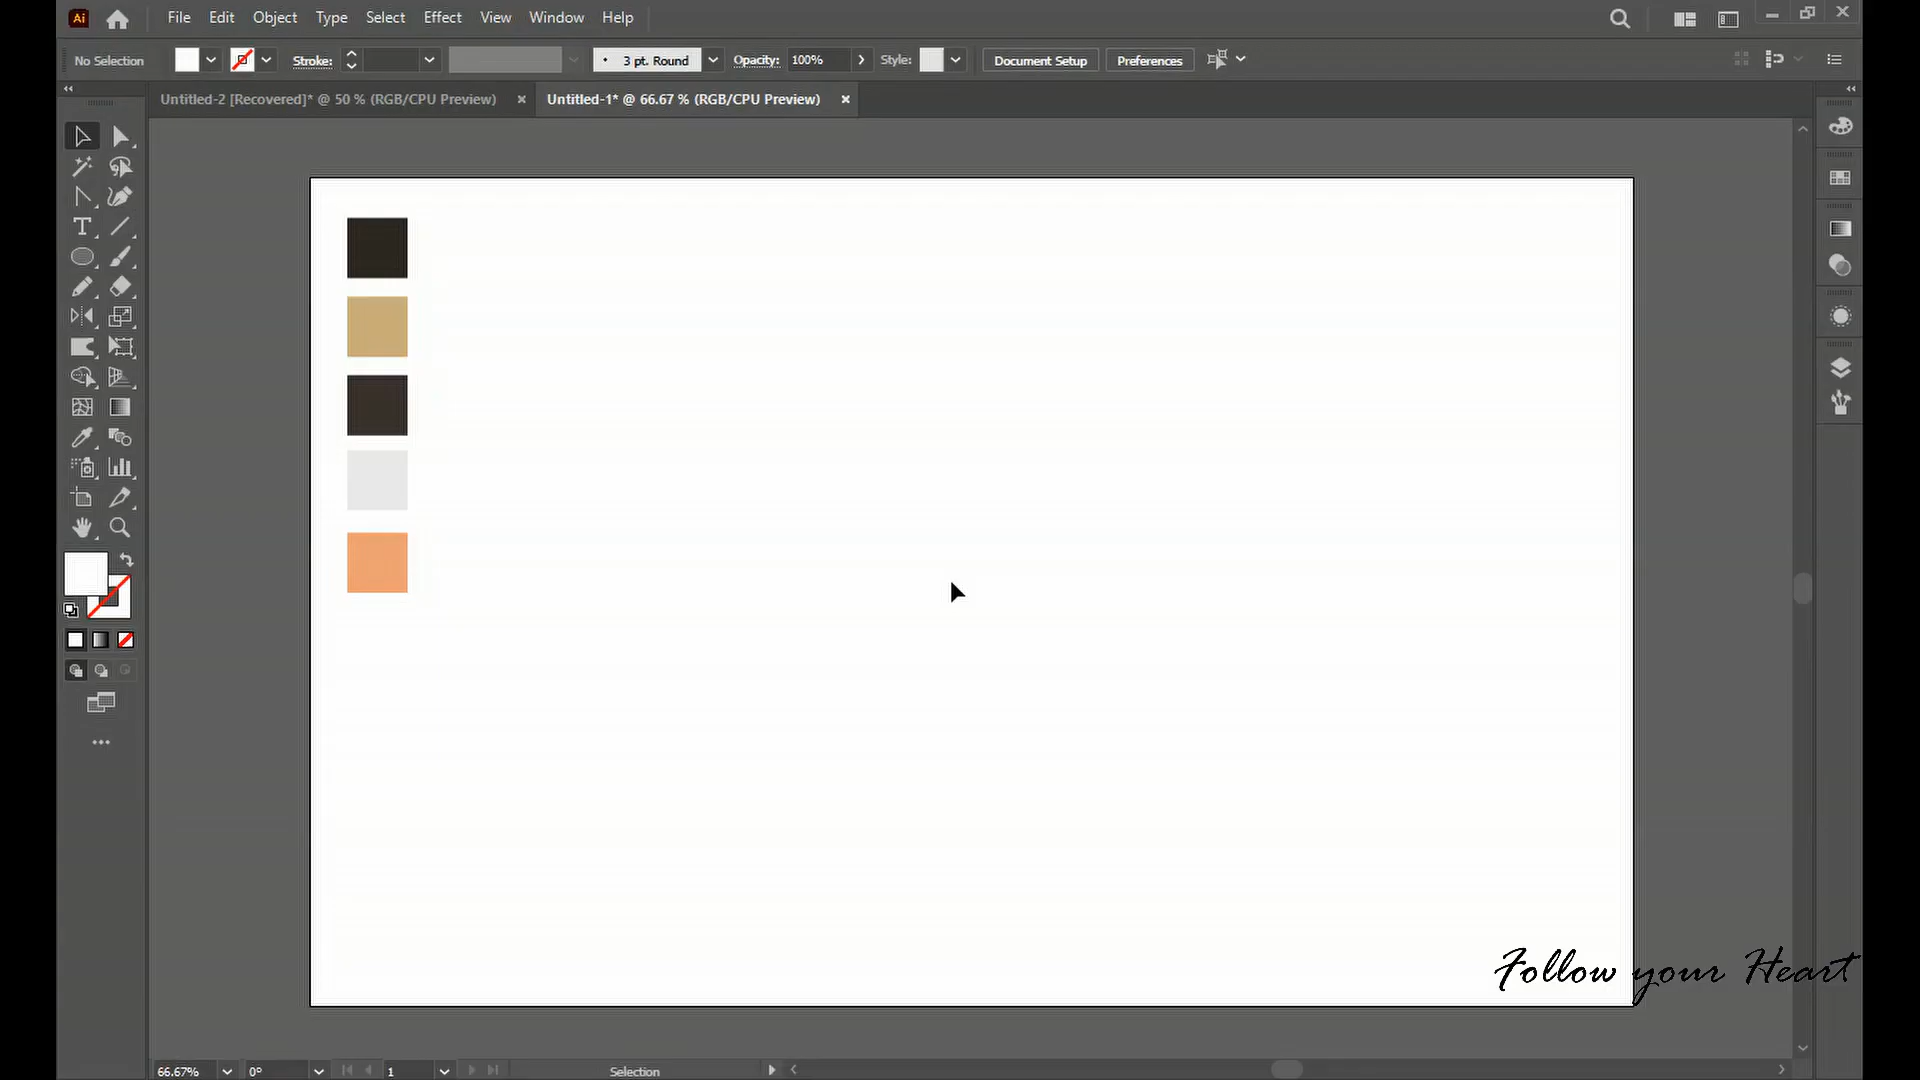 Ai File Edit Object Type Select Effect View Window Help
No Selection Stroke: 3 pt. Round Opacity: 100% Style: Document Setup Preferences
Untitled-2 [Recovered]* @ 50 % (RGB/CPU Preview) × Untitled-1* @ 66.67 % (RGB/CPU Preview) ×
Follow your Heart
66.67% 0° 1 Selection